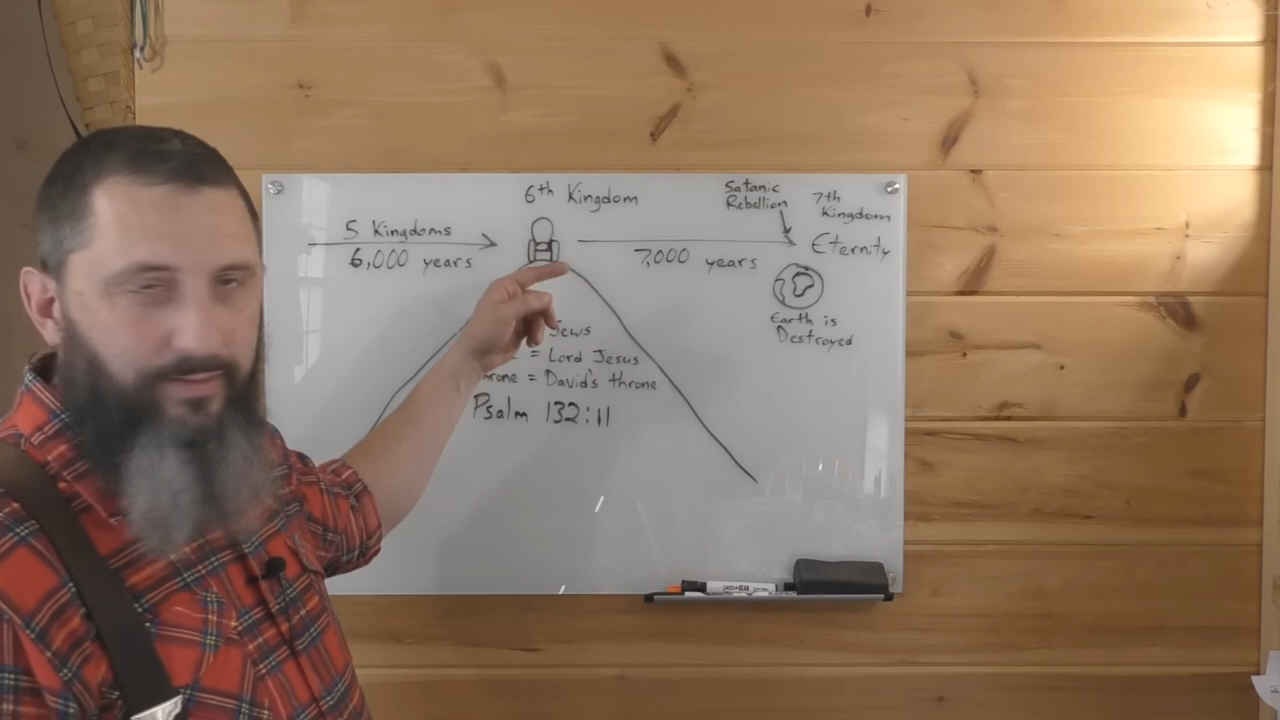 6th Kingdom
Satanic
Rebellion
7th
Kingdom
5 Kingdoms
6,000 years
7,000 years
Eternity
Earth is
Destroyed
Jews
= Lord Jesus
= David's throne
Psalm 132:11